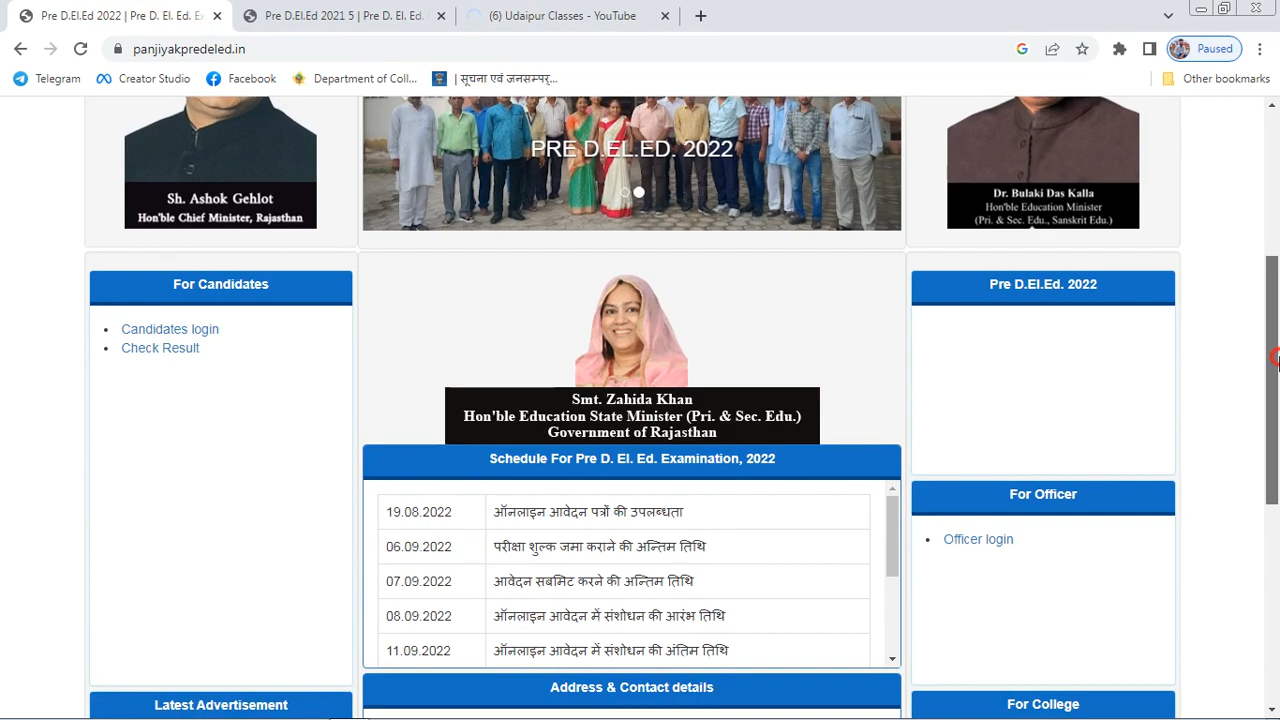 Pre D.El.Ed 2022 | Pre D. El. Ed. Ex
Pre D.El.Ed 2021 5 | Pre D. El. Ed.
(6) Udaipur Classes - YouTube
panjiyakpredeled.in
Paused
Telegram
Creator Studio
Facebook
Department of Coll...
| सूचना एवं जनसम्पर्...
Other bookmarks
Sh. Ashok Gehlot
Hon'ble Chief Minister, Rajasthan
PRE D.EL.ED. 2022
Dr. Bulaki Das Kalla
Hon'ble Education Minister
(Pri. & Sec. Edu., Sanskrit Edu.)
For Candidates
Candidates login
Check Result
Smt. Zahida Khan
Hon'ble Education State Minister (Pri. & Sec. Edu.)
Government of Rajasthan
Schedule For Pre D. El. Ed. Examination, 2022
19.08.2022 ऑनलाइन आवेदन पत्रों की उपलब्धता
06.09.2022 परीक्षा शुल्क जमा कराने की अन्तिम तिथि
07.09.2022 आवेदन सबमिट करने की अन्तिम तिथि
08.09.2022 ऑनलाइन आवेदन में संशोधन की आरंभ तिथि
11.09.2022 ऑनलाइन आवेदन में संशोधन की अंतिम तिथि
Pre D.El.Ed. 2022
For Officer
Officer login
Latest Advertisement
Address & Contact details
For College